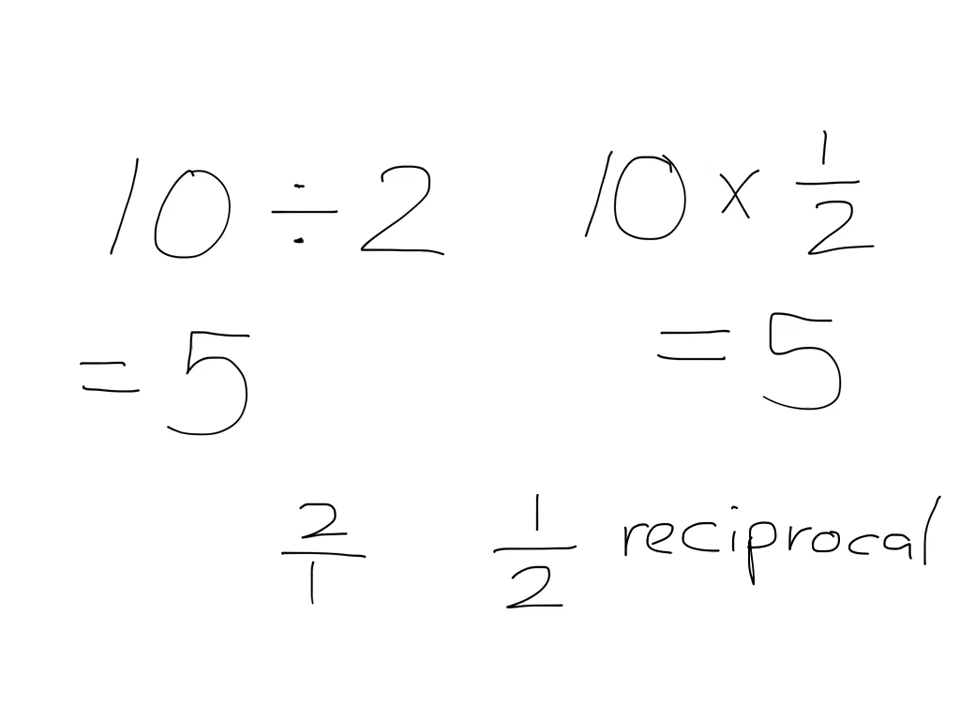 10 ÷ 2 10 × 1/2
= 5 = 5
2/1 1/2 reciprocal